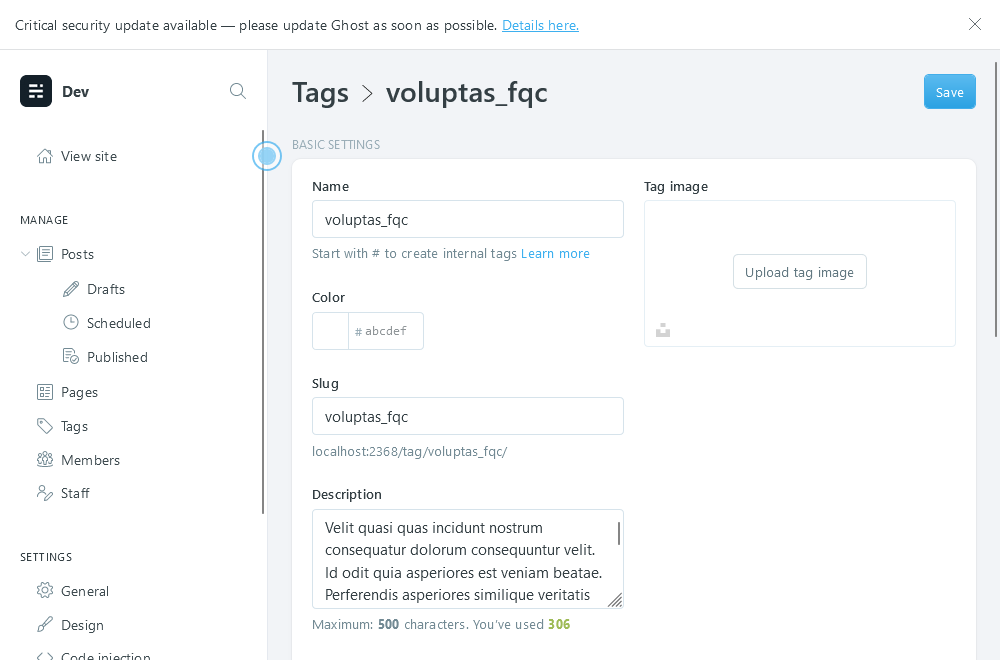 Critical security update available — please update Ghost as soon as possible. Details here.
Dev
View site
MANAGE
Posts
Drafts
Scheduled
Published
Pages
Tags
Members
Staff
SETTINGS
General
Design
Code injection
Tags > voluptas_fqc
Save
BASIC SETTINGS
Name
voluptas_fqc
Start with # to create internal tags Learn more
Color
# abcdef
Slug
voluptas_fqc
localhost:2368/tag/voluptas_fqc/
Description
Velit quasi quas incidunt nostrum
consequatur dolorum consequuntur velit.
Id odit quia asperiores est veniam beatae.
Perferendis asperiores similique veritatis
Maximum: 500 characters. You've used 306
Tag image
Upload tag image